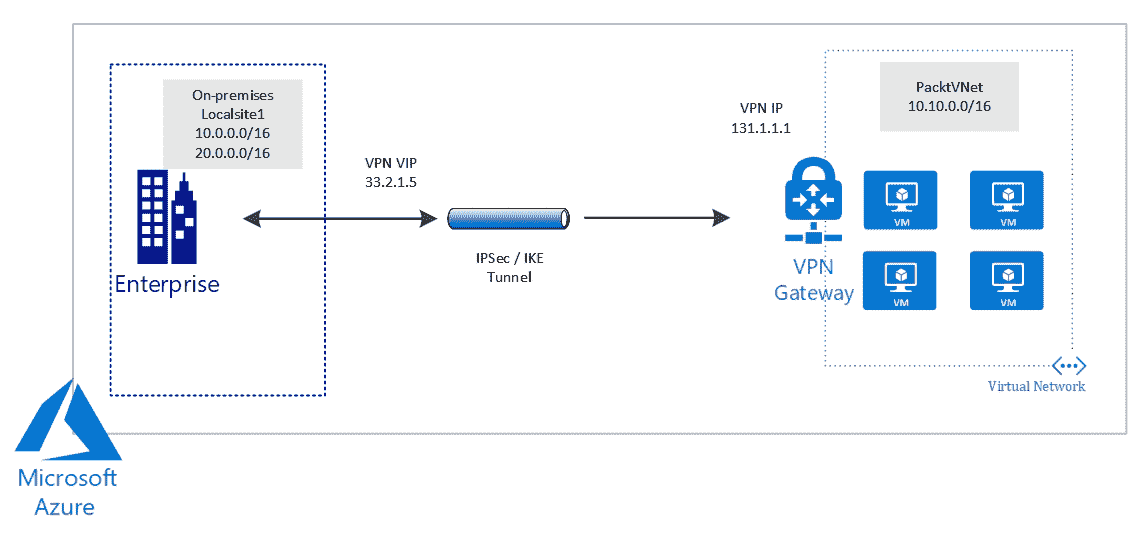 On-premises
Localsite1
10.0.0.0/16
20.0.0.0/16
Enterprise
VPN VIP
33.2.1.5
IPSec / IKE
Tunnel
VPN IP
131.1.1.1
VPN
Gateway
PacktVNet
10.10.0.0/16
VM
VM
VM
VM
Virtual Network
Microsoft
Azure